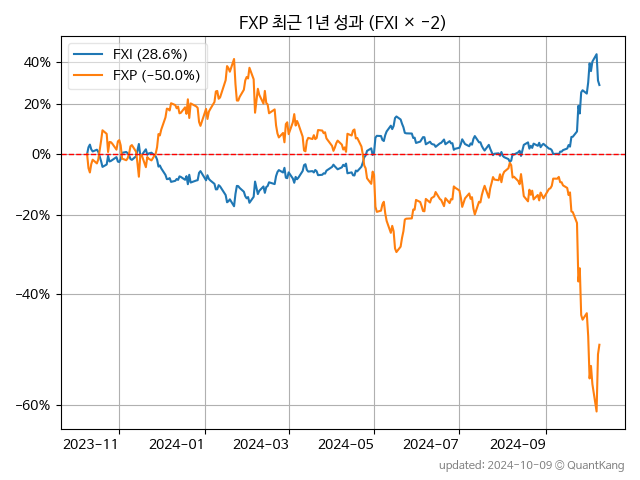 FXP 최근 1년 성과 (FXI × −2)
FXI (28.6%)
FXP (−50.0%)
40%
20%
0%
−20%
−40%
−60%
2023-11 2024-01 2024-03 2024-05 2024-07 2024-09
updated: 2024-10-09 © QuantKang